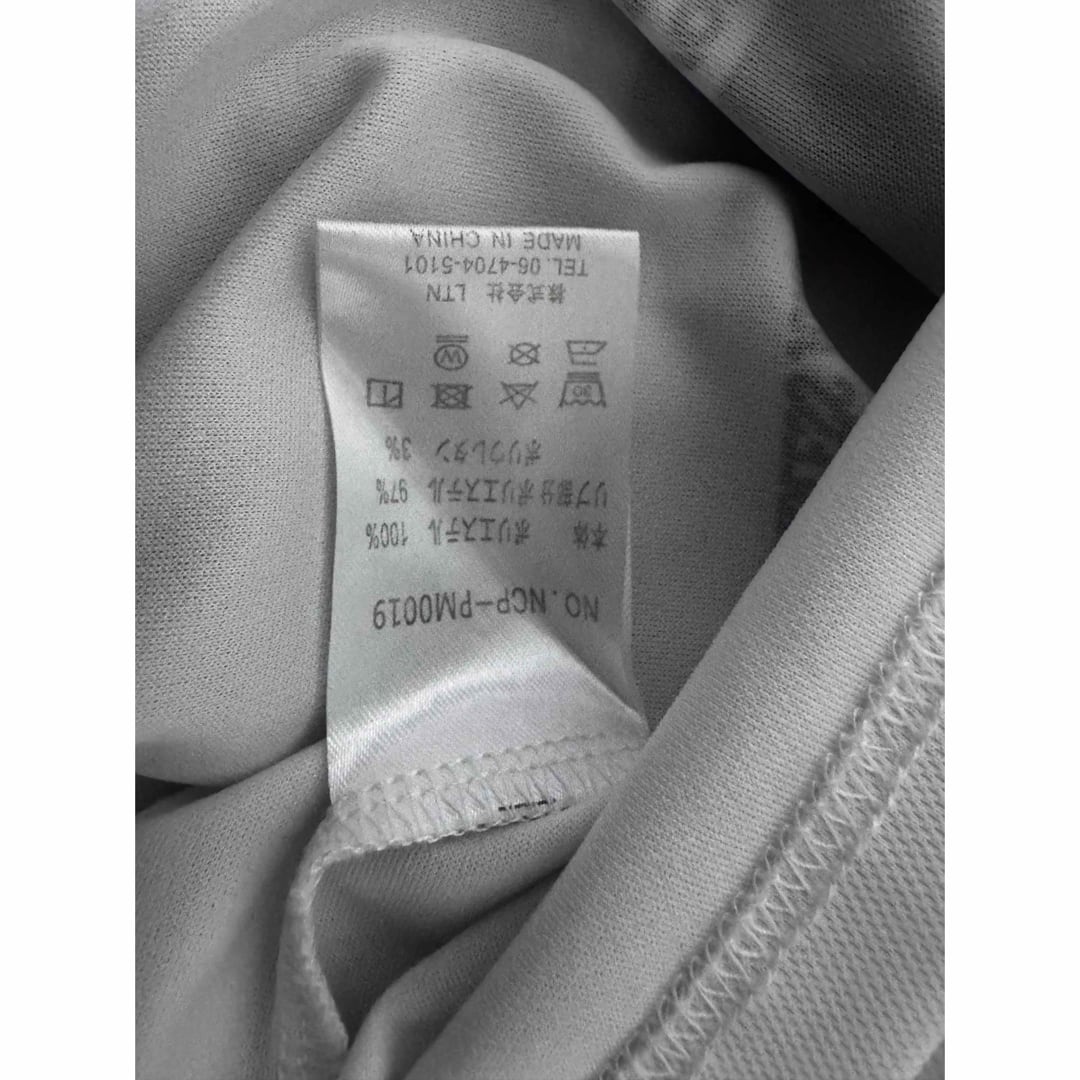 NO. NCP-PM0019
本体 ポリエステル 100%
リブ部分ポリエステル 97%
ポリウレタン 3%
30
W
株式会社 LTN
TEL. 06-4704-5101
MADE IN CHINA